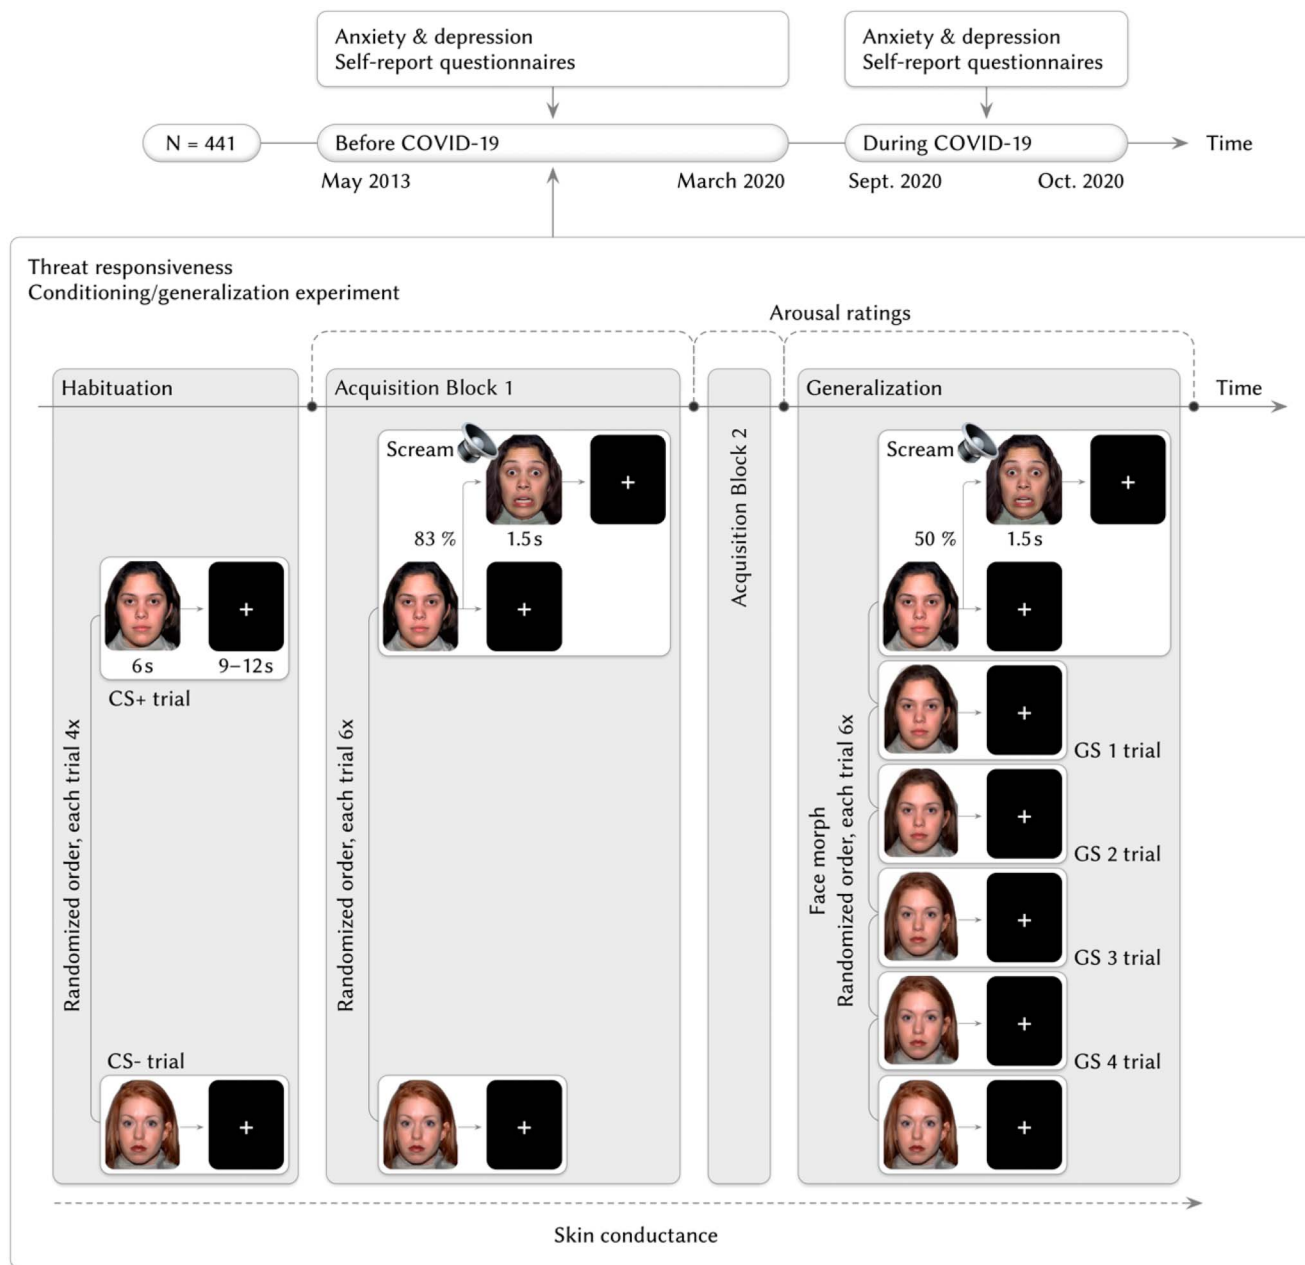 Anxiety & depression
Self-report questionnaires
Anxiety & depression
Self-report questionnaires
N = 441
Before COVID-19
During COVID-19
Time
May 2013
March 2020
Sept. 2020
Oct. 2020
Threat responsiveness
Conditioning/generalization experiment
Arousal ratings
Habituation
Acquisition Block 1
Acquisition Block 2
Generalization
Time
Randomized order, each trial 4x
6 s
9–12 s
CS+ trial
CS- trial
Randomized order, each trial 6x
Scream
83 %
1.5 s
Face morph
Randomized order, each trial 6x
Scream
50 %
1.5 s
GS 1 trial
GS 2 trial
GS 3 trial
GS 4 trial
Skin conductance